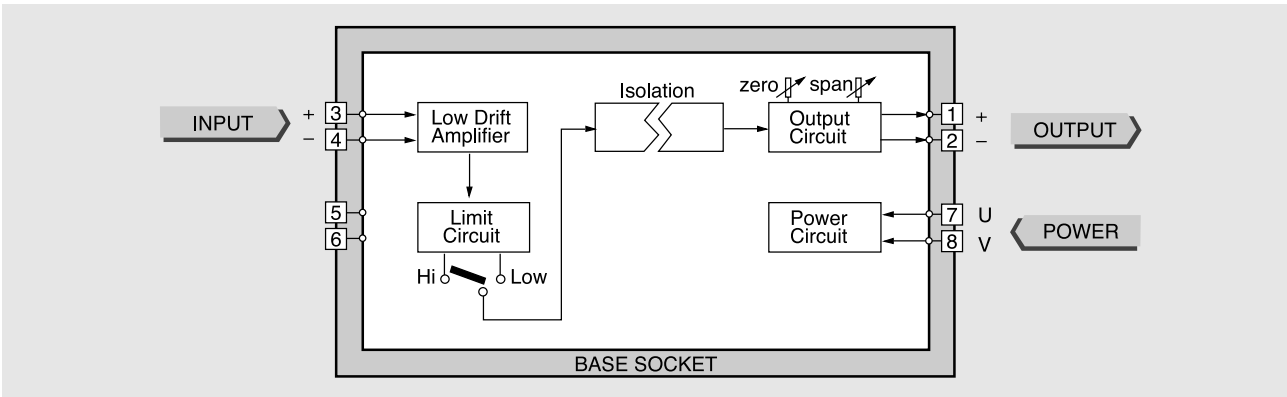 INPUT
+ 3
− 4
5
6
Low Drift
Amplifier
Limit
Circuit
Hi
Low
Isolation
zero
span
Output
Circuit
Power
Circuit
1 +
2 −
7 U
8 V
OUTPUT
POWER
BASE SOCKET